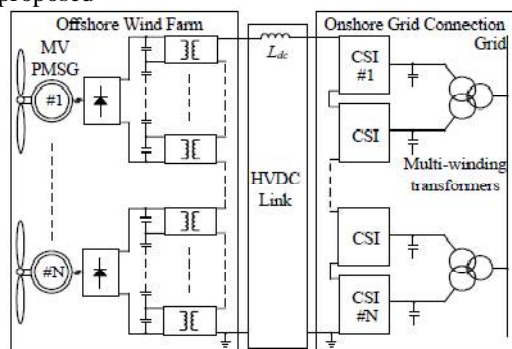 proposed
Offshore Wind Farm
Onshore Grid Connection
Grid
MV
PMSG
#1
L dc
CSI
#1
CSI
Multi-winding
transformers
HVDC
Link
#N
CSI
CSI
#N